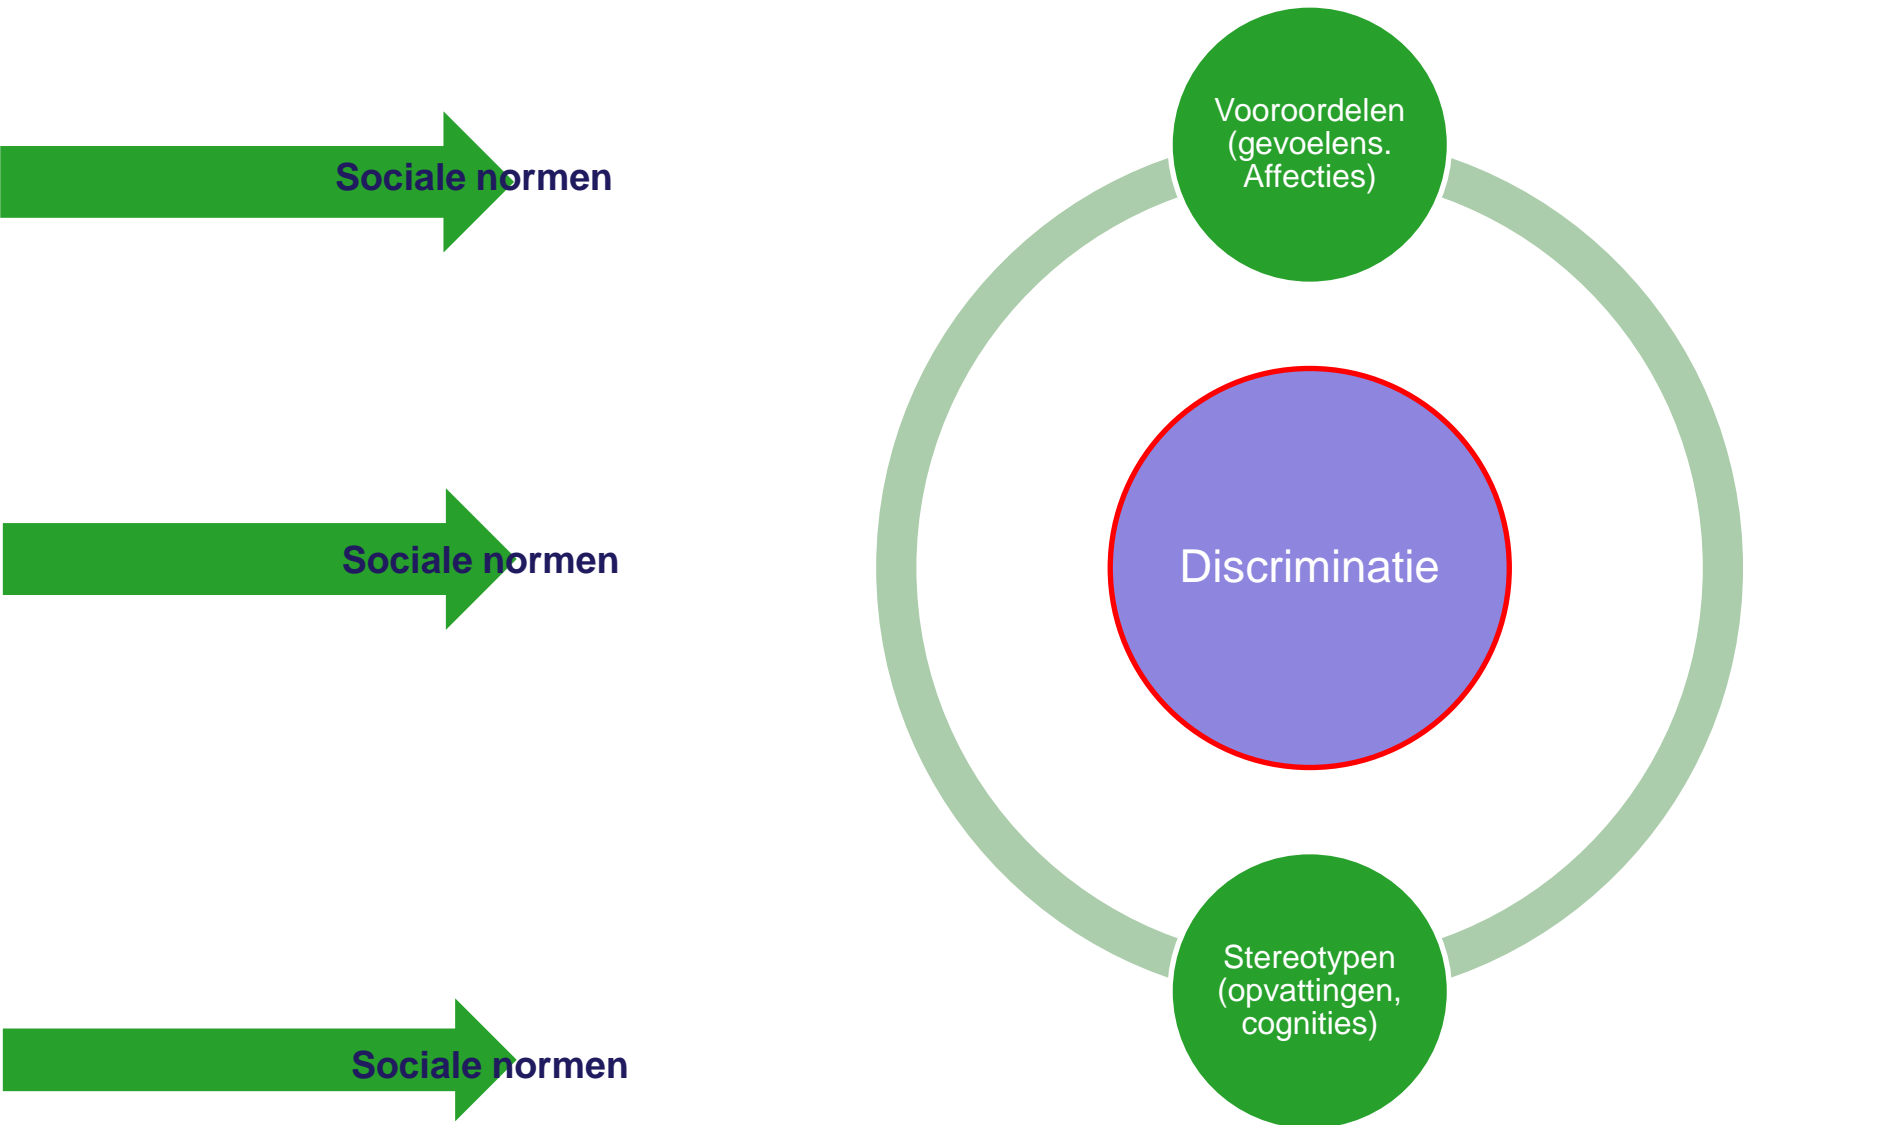 Vooroordelen
(gevoelens.
Affecties)
Sociale normen
Sociale normen
Discriminatie
Stereotypen
(opvattingen,
cognities)
Sociale normen